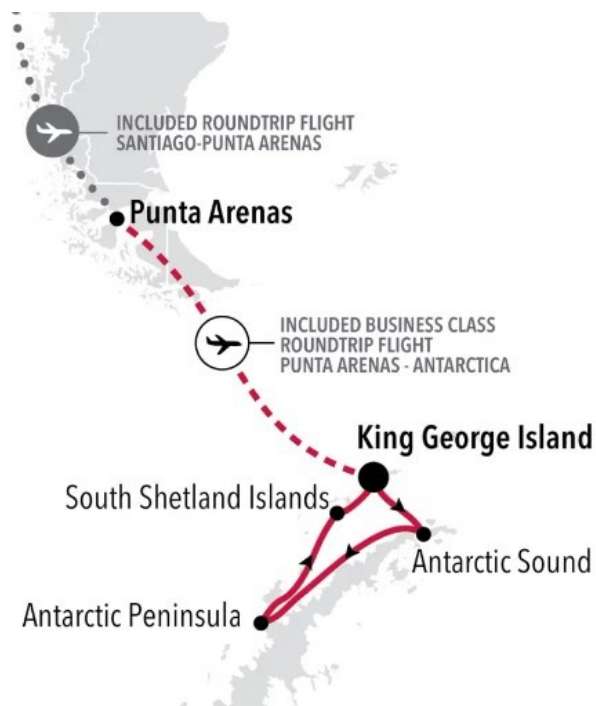 INCLUDED ROUNDTRIP FLIGHT
SANTIAGO-PUNTA ARENAS
Punta Arenas
INCLUDED BUSINESS CLASS
ROUNDTRIP FLIGHT
PUNTA ARENAS - ANTARCTICA
King George Island
South Shetland Islands
Antarctic Sound
Antarctic Peninsula